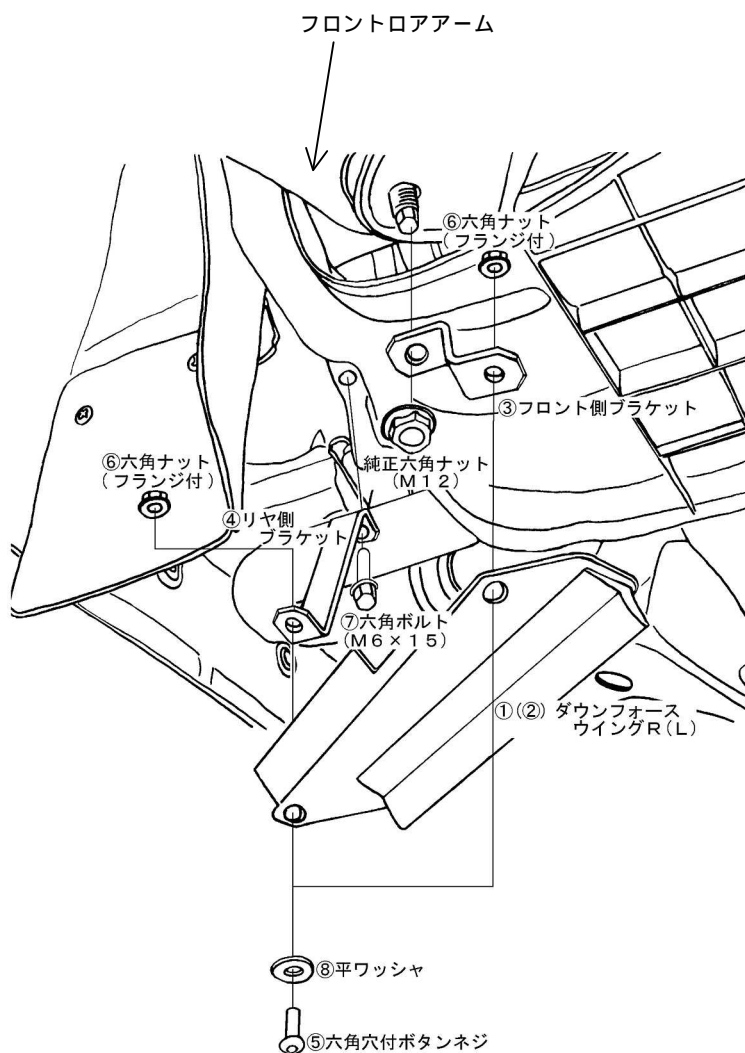 フロントロアアーム
⑥六角ナット
(フランジ付)
③フロント側ブラケット
⑥六角ナット
(フランジ付)
純正六角ナット
(M12)
④リヤ側
ブラケット
⑦六角ボルト
(M6×15)
①(②) ダウンフォース
ウイングR(L)
⑧平ワッシャ
⑤六角穴付ボタンネジ